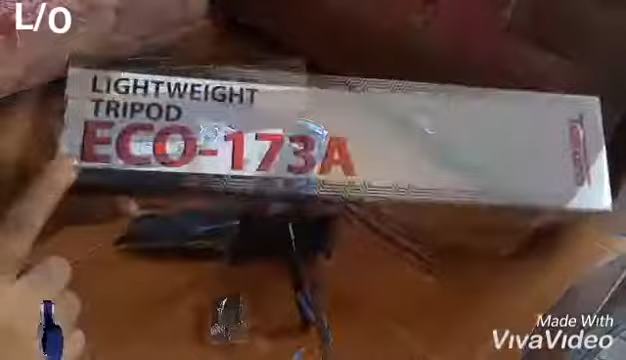 L/O
LIGHTWEIGHT
TRIPOD
ECO-173A
Made With
VivaVideo